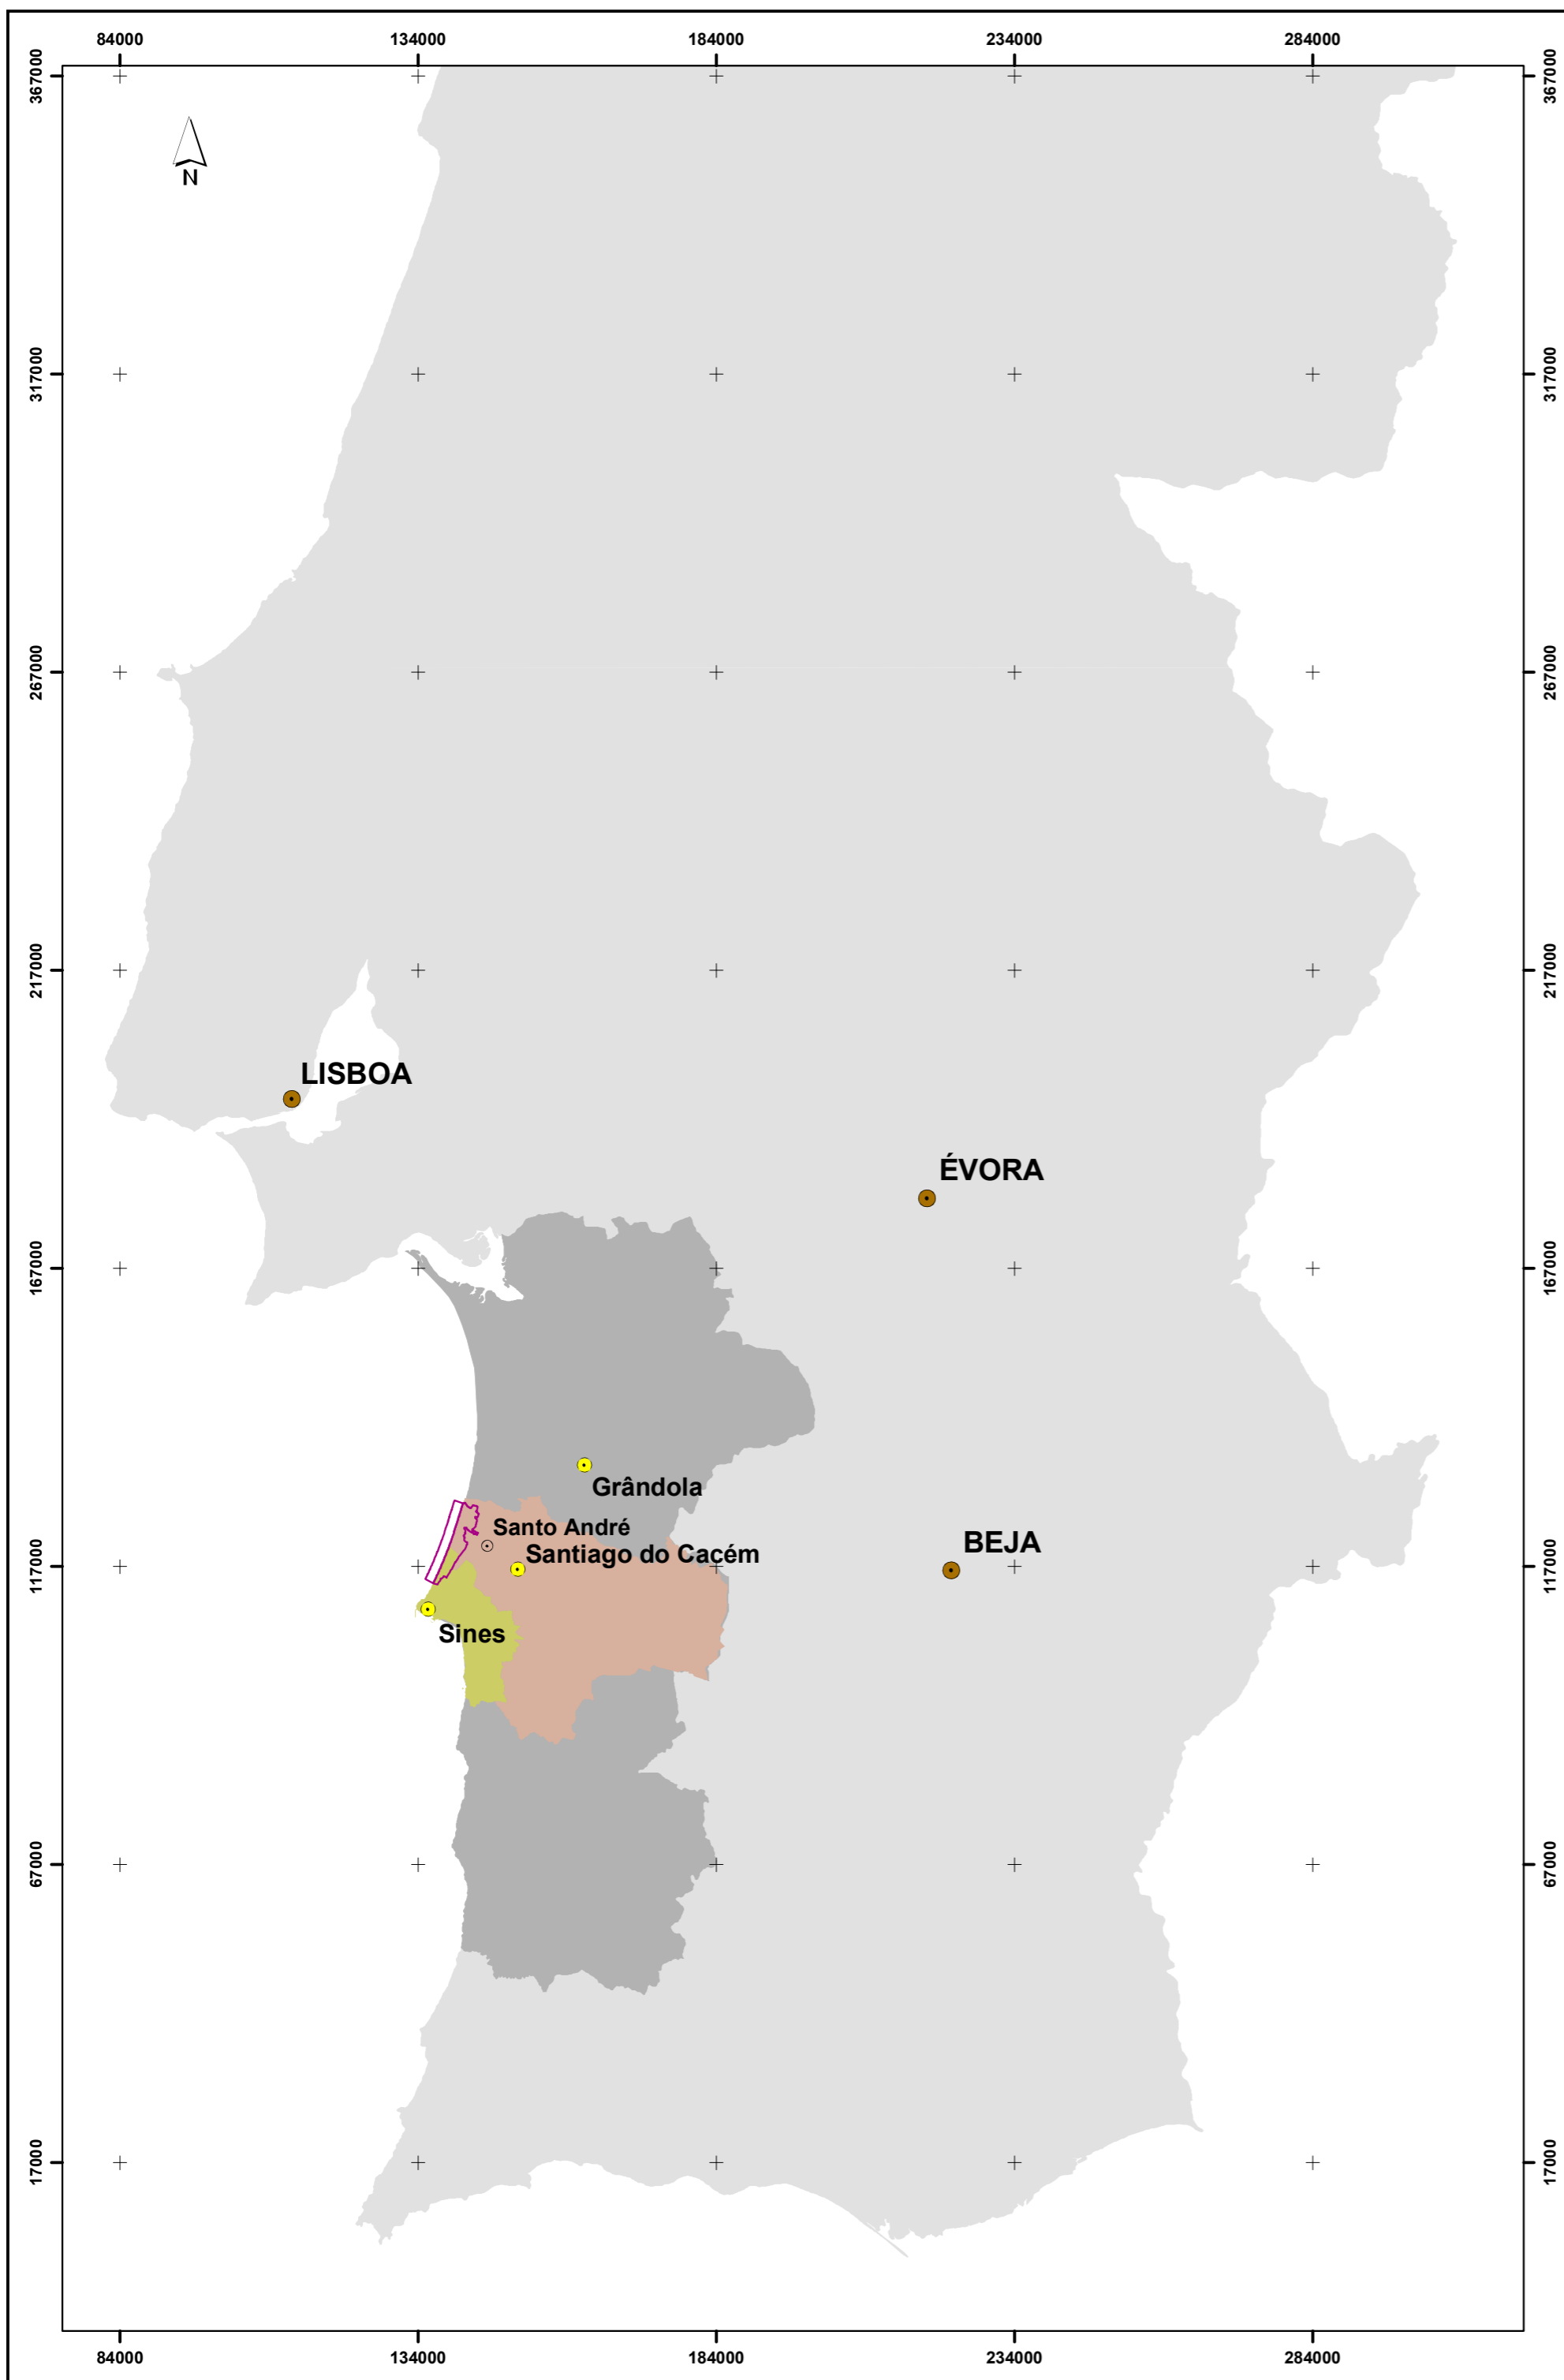 84000 134000 184000 234000 284000
367000 367000
N
317000 317000
267000 267000
217000 217000
LISBOA
ÉVORA
167000 167000
Grândola
Santo André
BEJA
Santiago do Cacém
117000 117000
Sines
67000 67000
17000 17000
84000 134000 184000 234000 284000